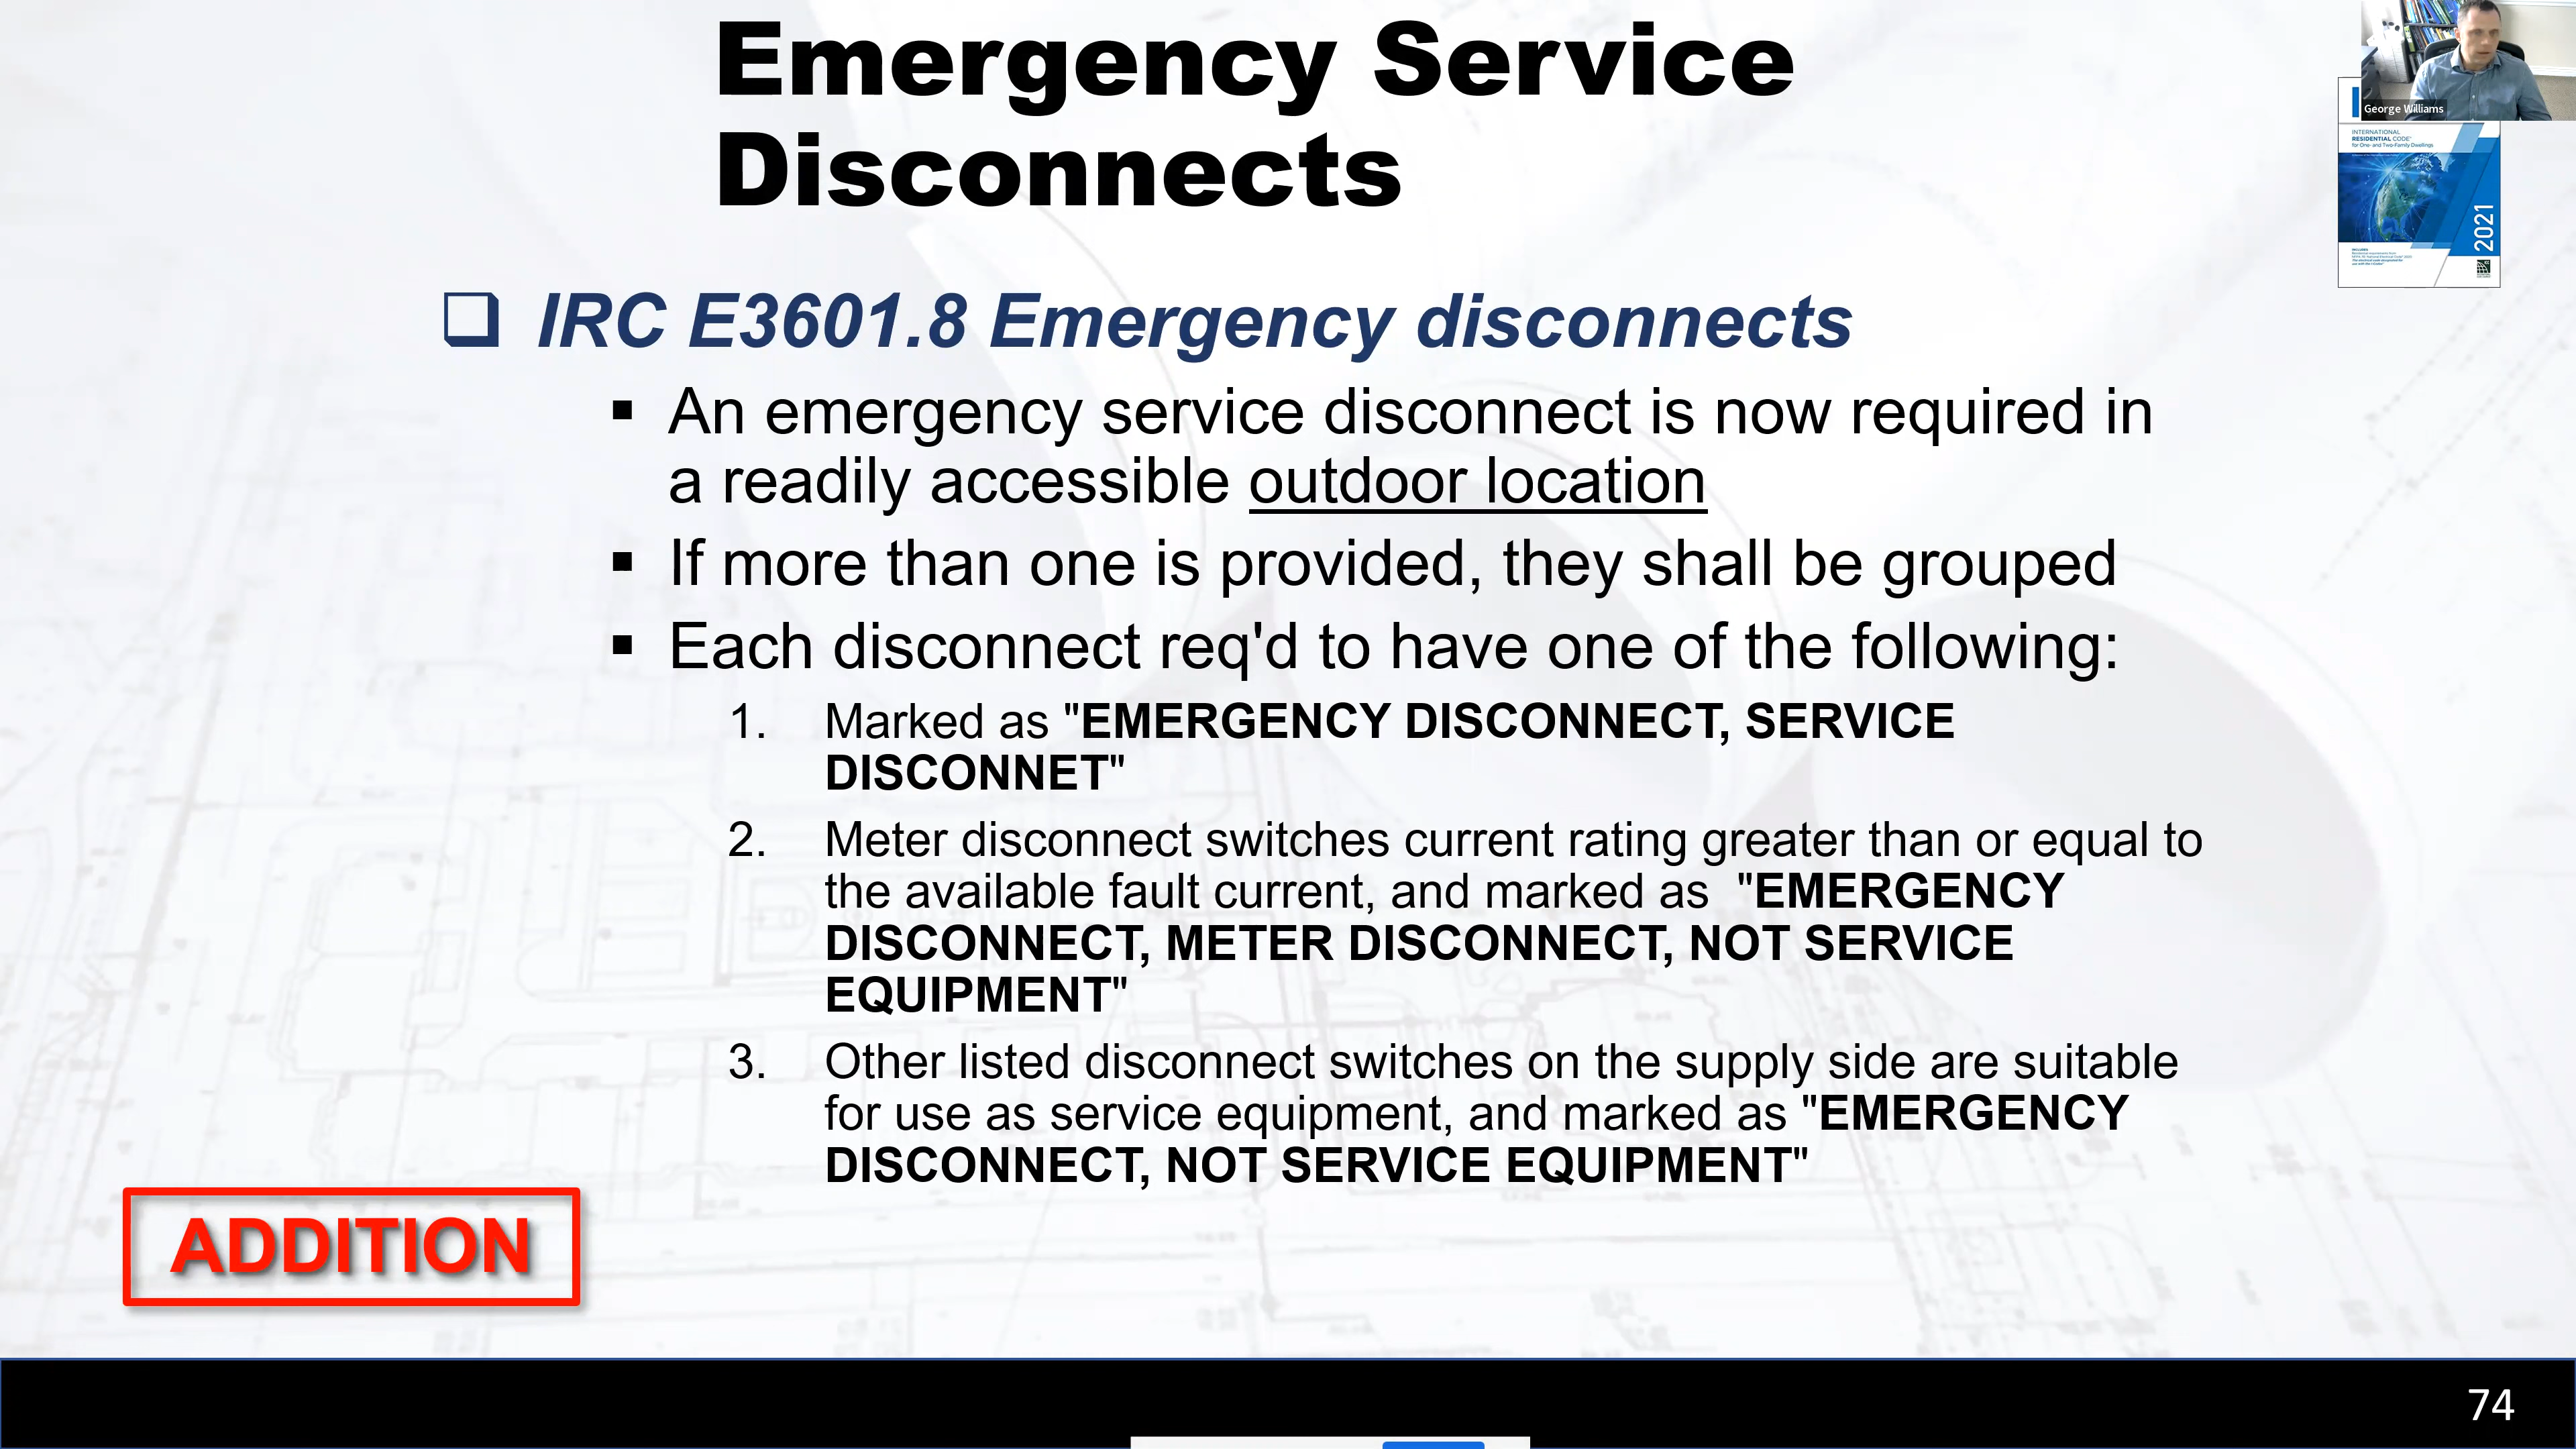 Emergency Service
Disconnects
George Williams
INTERNATIONAL
RESIDENTIAL CODE
for One- and Two-Family Dwellings
2021
IRC E3601.8 Emergency disconnects
An emergency service disconnect is now required in
a readily accessible outdoor location
If more than one is provided, they shall be grouped
Each disconnect req'd to have one of the following:
1. Marked as "EMERGENCY DISCONNECT, SERVICE
DISCONNET"
2. Meter disconnect switches current rating greater than or equal to
the available fault current, and marked as "EMERGENCY
DISCONNECT, METER DISCONNECT, NOT SERVICE
EQUIPMENT"
3. Other listed disconnect switches on the supply side are suitable
for use as service equipment, and marked as "EMERGENCY
DISCONNECT, NOT SERVICE EQUIPMENT"
ADDITION
74